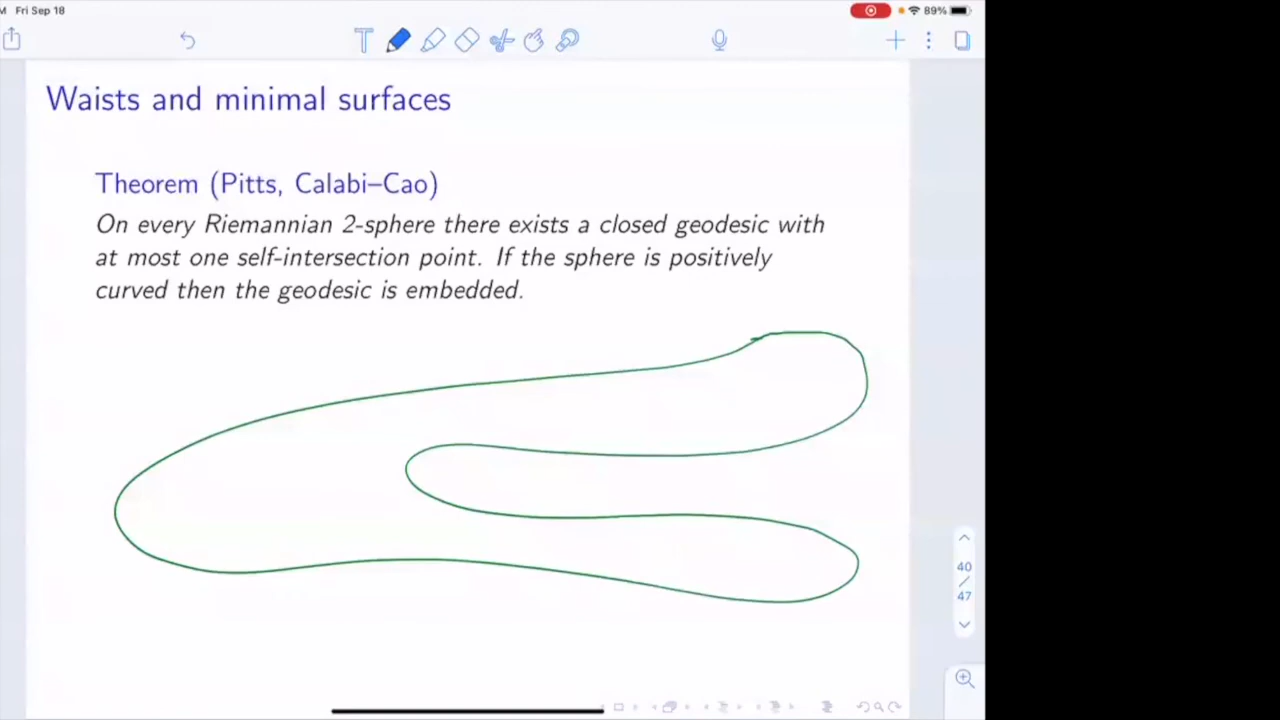 M Fri Sep 18
89%
T
Waists and minimal surfaces
Theorem (Pitts, Calabi–Cao)
On every Riemannian 2-sphere there exists a closed geodesic with
at most one self-intersection point. If the sphere is positively
curved then the geodesic is embedded.
40
/
47